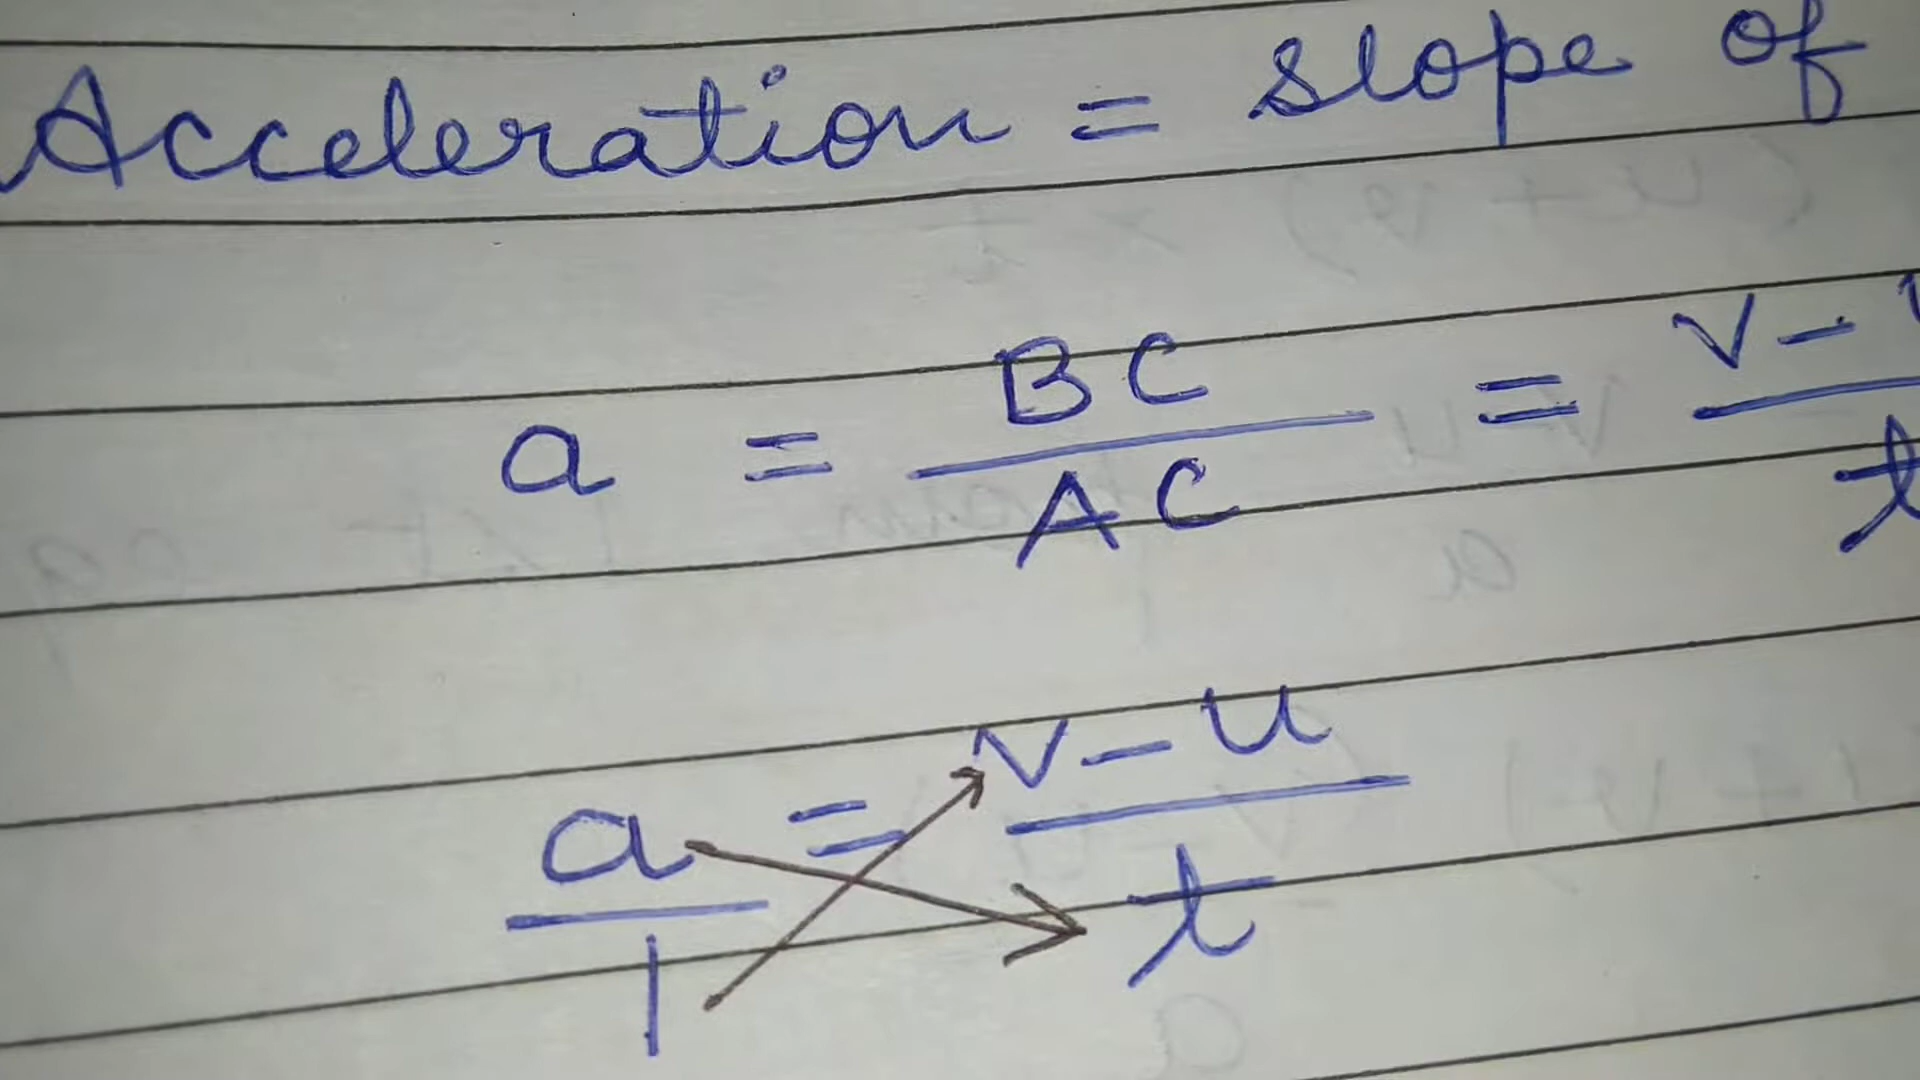 Acceleration = slope of
a = BC/AC = v-u/t
a/1 = v-u/t